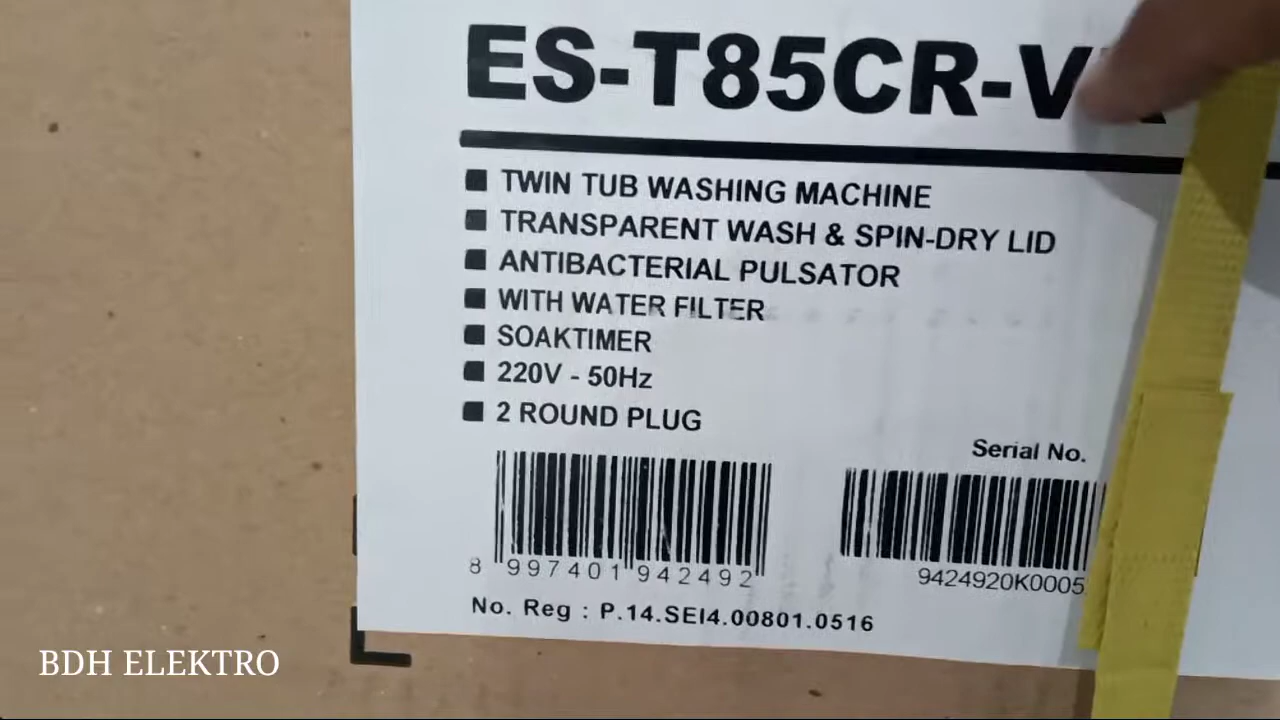 ES-T85CR-V
■ TWIN TUB WASHING MACHINE
■ TRANSPARENT WASH & SPIN-DRY LID
■ ANTIBACTERIAL PULSATOR
■ WITH WATER FILTER
■ SOAKTIMER
■ 220V - 50Hz
■ 2 ROUND PLUG
Serial No.
8 997401 942492
9424920K0005
No. Reg : P.14.SEI4.00801.0516
BDH ELEKTRO